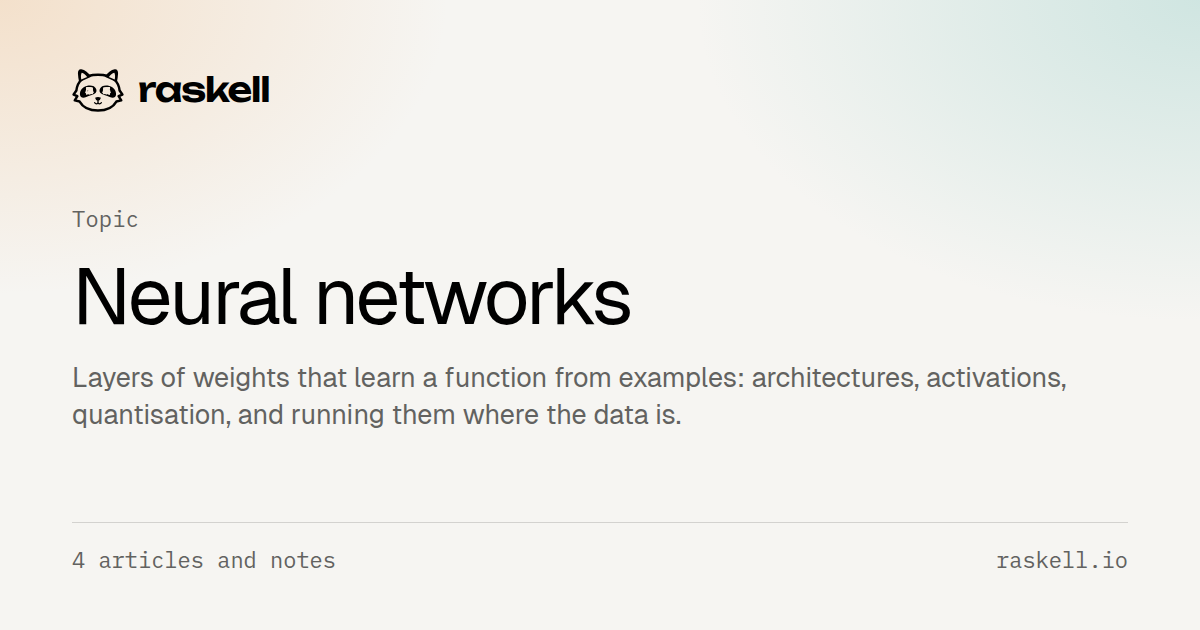 raskell
Topic
Neural networks
Layers of weights that learn a function from examples: architectures, activations,
quantisation, and running them where the data is.
4 articles and notes
raskell.io